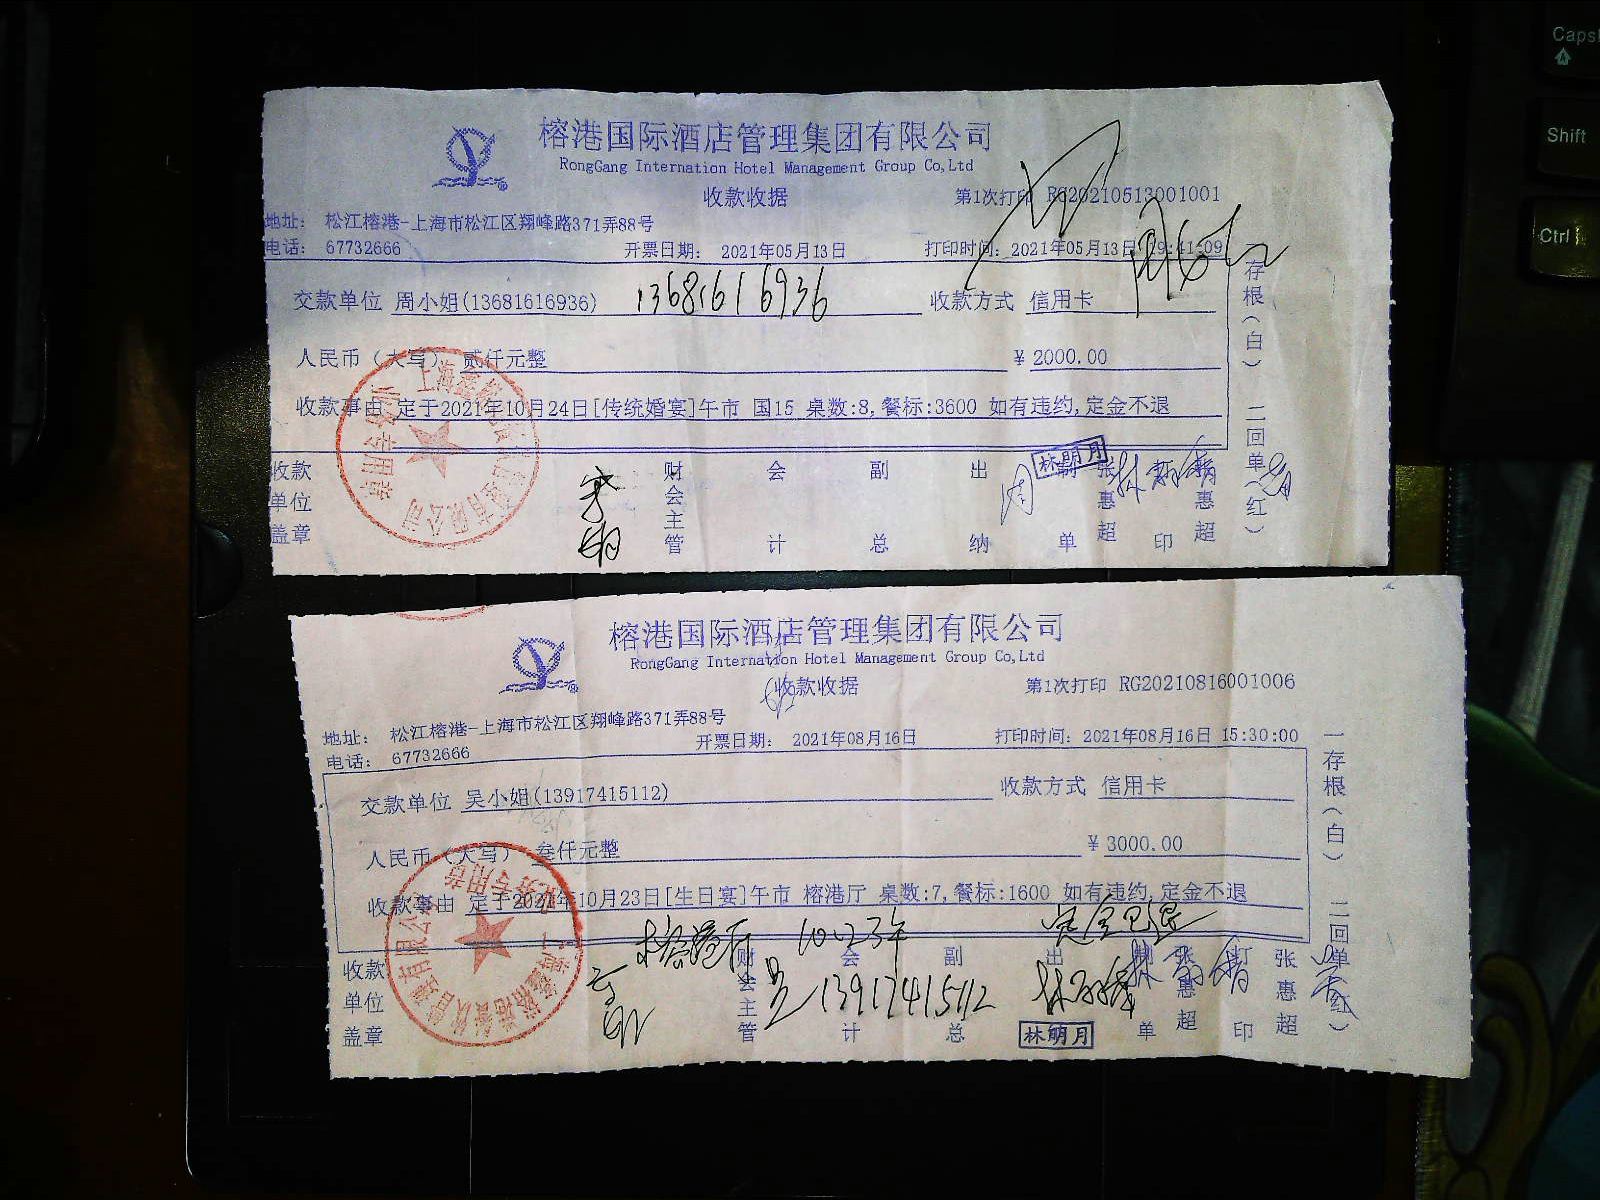 榕港国际酒店管理集团有限公司
RongGang Internation Hotel Management Group Co,Ltd
收款收据
第1次打印 RG20210513001001
地址: 松江榕港-上海市松江区翔峰路371弄88号
电话: 67732666 开票日期: 2021年05月13日 打印时间: 2021年05月13日 19:41:09
交款单位 周小姐(13681616936) 13681616936 收款方式 信用卡
人民币(大写) 贰仟元整 ¥ 2000.00
收款事由 定于2021年10月24日[传统婚宴]午市 国15 桌数:8,餐标:3600 如有违约,定金不退
收款单位盖章 财会主管 会计 副总 出纳 制单 张惠超 打印 张惠超
林明月
一存根(白) 二回单(红)
榕港国际酒店管理集团有限公司
RongGang Internation Hotel Management Group Co,Ltd
收款收据
第1次打印 RG20210816001006
地址: 松江榕港-上海市松江区翔峰路371弄88号
电话: 67732666 开票日期: 2021年08月16日 打印时间: 2021年08月16日 15:30:00
交款单位 吴小姐(13917415112) 收款方式 信用卡
人民币(大写) 叁仟元整 ¥ 3000.00
收款事由 定于2021年10月23日[生日宴]午市 榕港厅 桌数:7,餐标:1600 如有违约,定金不退
榕港厅 10.23午 定金已退
吴 13917415112
收款单位盖章 财会主管 会计 副总 出 制单 张惠超 打印 张惠超
林明月
一存根(白) 二回单(红)
Caps
Shift
Ctrl